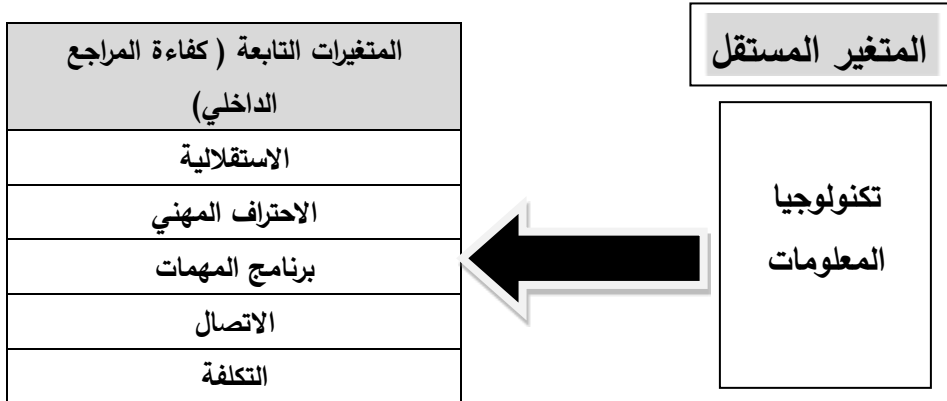 المتغير المستقل
تكنولوجيا
المعلومات
المتغيرات التابعة ( كفاءة المراجع
الداخلي)
الاستقلالية
الاحتراف المهني
برنامج المهمات
الاتصال
التكلفة